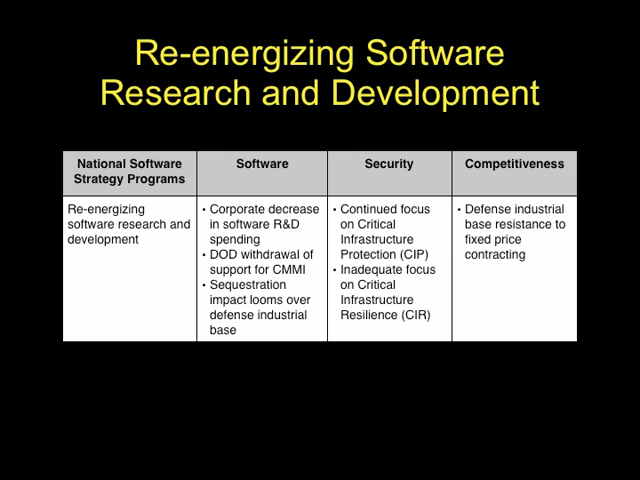 Re-energizing Software
Research and Development
National Software
Strategy Programs
Software
Security
Competitiveness
Re-energizing
software research and
development
• Corporate decrease
in software R&D
spending
• DOD withdrawal of
support for CMMI
• Sequestration
impact looms over
defense industrial
base
• Continued focus
on Critical
Infrastructure
Protection (CIP)
• Inadequate focus
on Critical
Infrastructure
Resilience (CIR)
• Defense industrial
base resistance to
fixed price
contracting